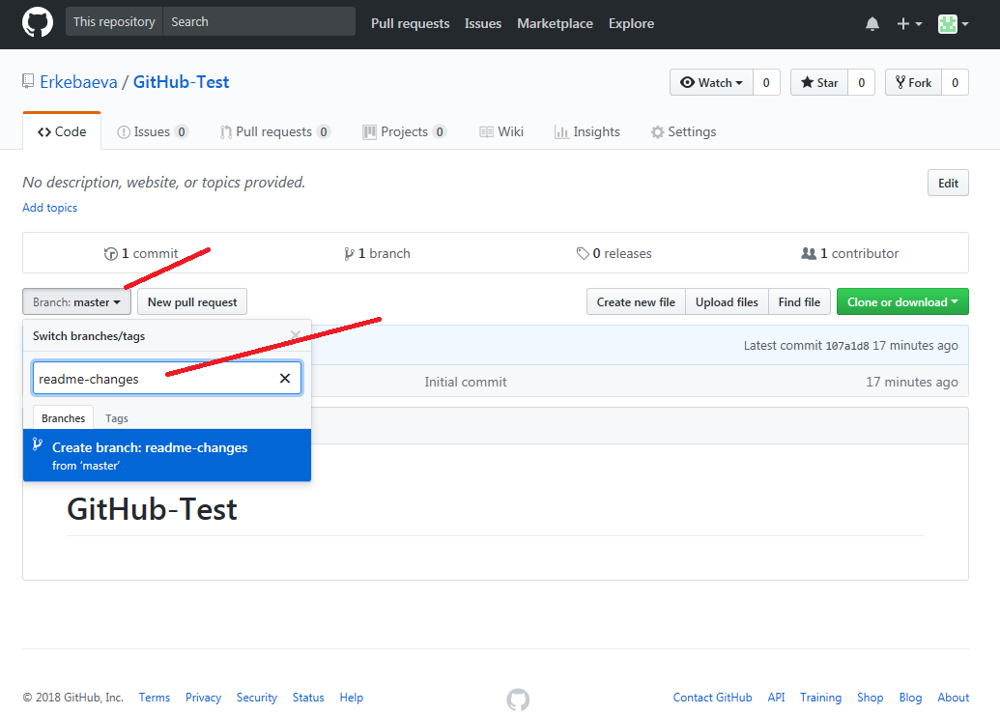 This repository Search Pull requests Issues Marketplace Explore
Erkebaeva / GitHub-Test Watch 0 Star 0 Fork 0
Code Issues 0 Pull requests 0 Projects 0 Wiki Insights Settings
No description, website, or topics provided. Edit
Add topics
1 commit 1 branch 0 releases 1 contributor
Branch: master New pull request Create new file Upload files Find file Clone or download
Switch branches/tags
Latest commit 107a1d8 17 minutes ago
readme-changes
Initial commit 17 minutes ago
Branches Tags
Create branch: readme-changes
from ‘master’
GitHub-Test
© 2018 GitHub, Inc. Terms Privacy Security Status Help Contact GitHub API Training Shop Blog About